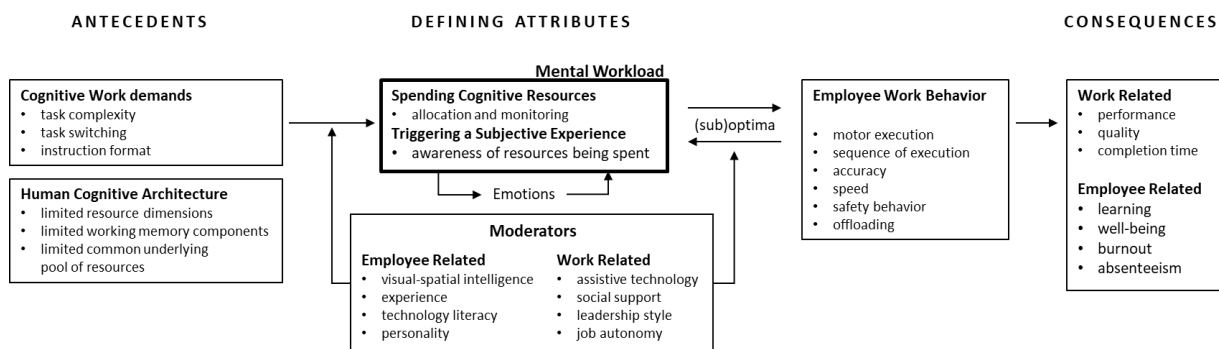 ANTECEDENTS
DEFINING ATTRIBUTES
CONSEQUENCES
Cognitive Work demands
• task complexity
• task switching
• instruction format
Human Cognitive Architecture
• limited resource dimensions
• limited working memory components
• limited common underlying
pool of resources
Mental Workload
Spending Cognitive Resources
• allocation and monitoring
Triggering a Subjective Experience
• awareness of resources being spent
Emotions
(sub)optima
Moderators
Employee Related
• visual-spatial intelligence
• experience
• technology literacy
• personality
Work Related
• assistive technology
• social support
• leadership style
• job autonomy
Employee Work Behavior
• motor execution
• sequence of execution
• accuracy
• speed
• safety behavior
• offloading
Work Related
• performance
• quality
• completion time
Employee Related
• learning
• well-being
• burnout
• absenteeism